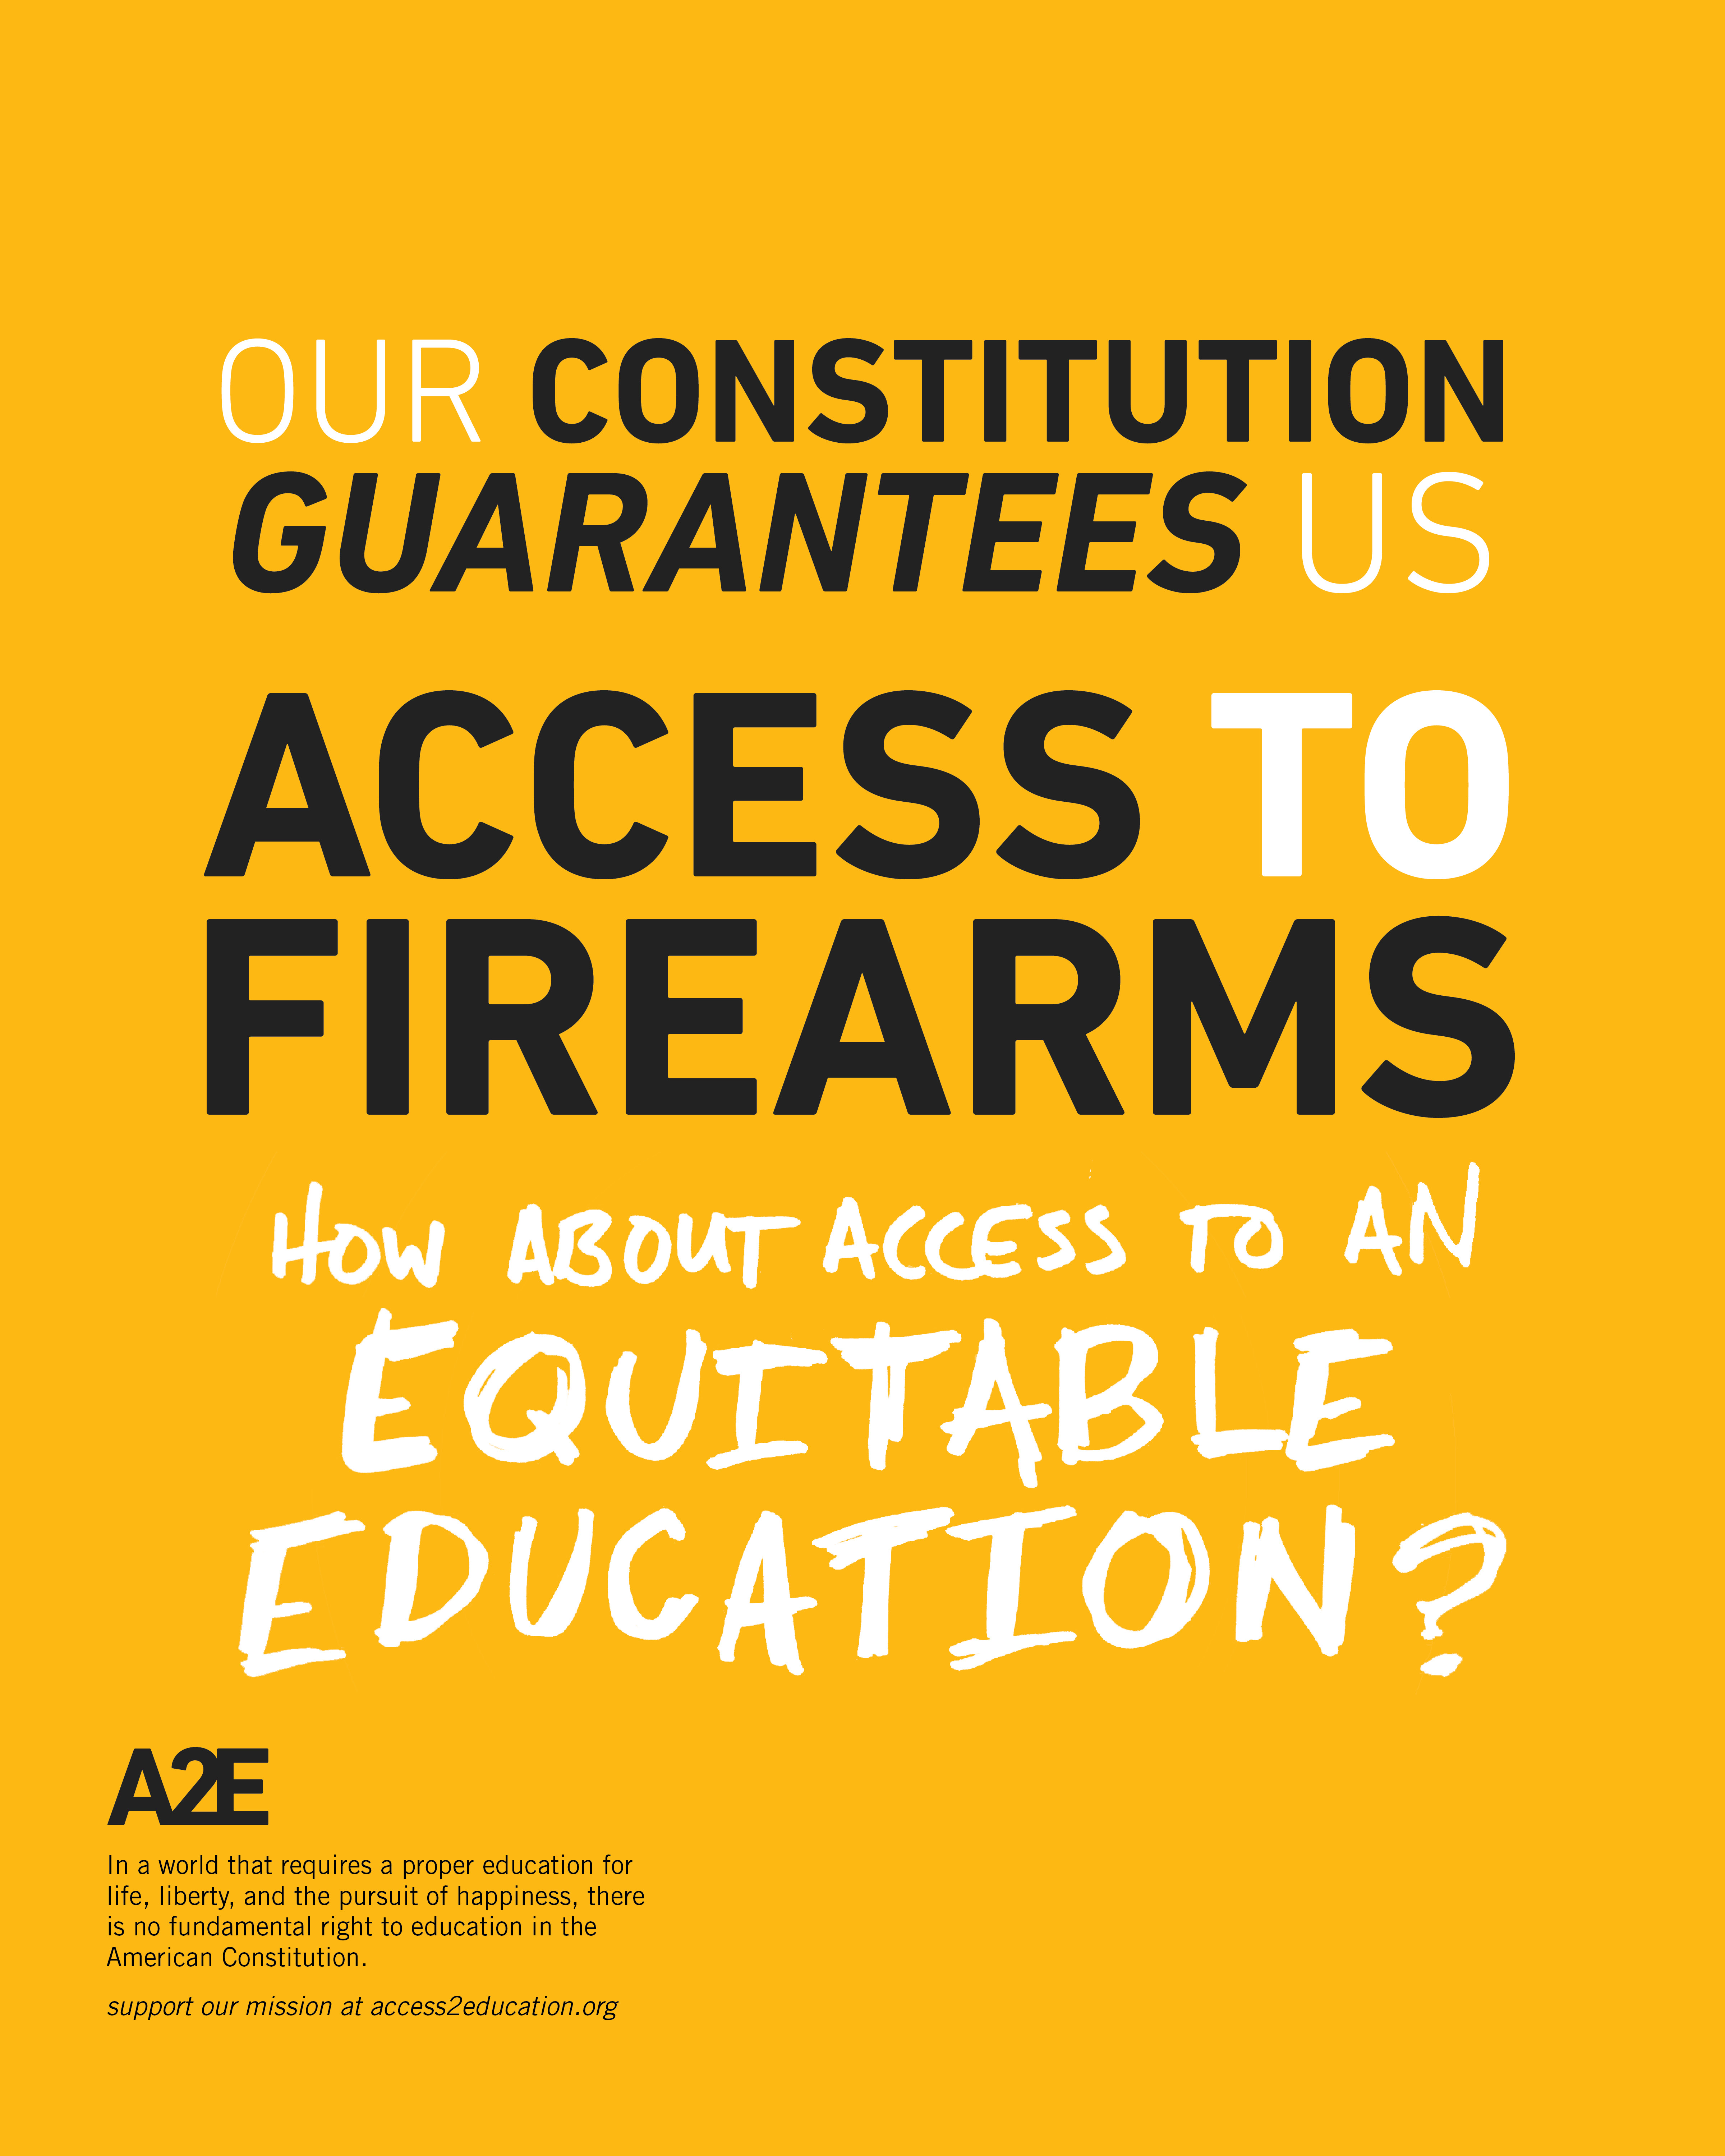 OUR CONSTITUTION
GUARANTEES US
ACCESS TO
FIREARMS
HOW ABOUT ACCESS TO AN
EQUITABLE
EDUCATION?
A2E
In a world that requires a proper education for
life, liberty, and the pursuit of happiness, there
is no fundamental right to education in the
American Constitution.
support our mission at access2education.org